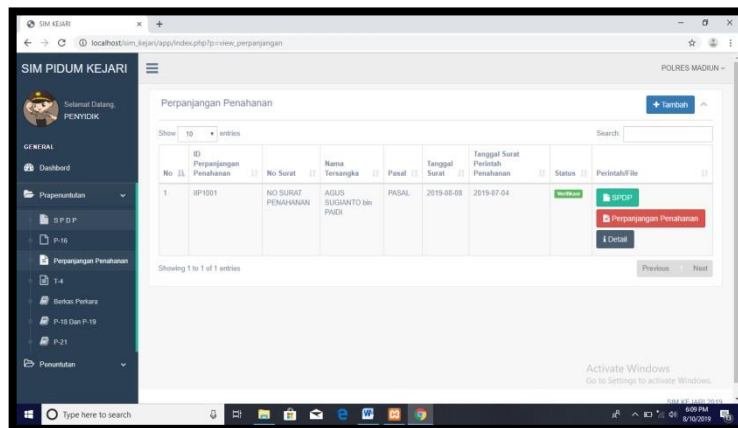 SIM KEJARI
localhost/sim_kejari/app/index.php?p=view_perpanjangan
SIM PIDUM KEJARI
POLRES MADIUN
Selamat Datang,
PENYIDIK
GENERAL
Dashbord
Prapenuntutan
S P D P
P-16
Perpanjangan Penahanan
T-4
Berkas Perkara
P-18 Dan P-19
P-21
Penuntutan
Perpanjangan Penahanan
+ Tambah
Show 10 entries
Search:
No
ID Perpanjangan Penahanan
No Surat
Nama Tersangka
Pasal
Tanggal Surat
Tanggal Surat Perintah Penahanan
Status
Perintah/File
1
IIP1001
NO SURAT PENAHANAN
AGUS SUGIANTO bin PAIDI
PASAL
2019-08-08
2019-07-04
Verifikasi
SPDP
Perpanjangan Penahanan
Detail
Showing 1 to 1 of 1 entries
Previous
1
Next
Activate Windows
Go to Settings to activate Windows.
SIM KEJARI 2019
Type here to search
6:09 PM
8/10/2019